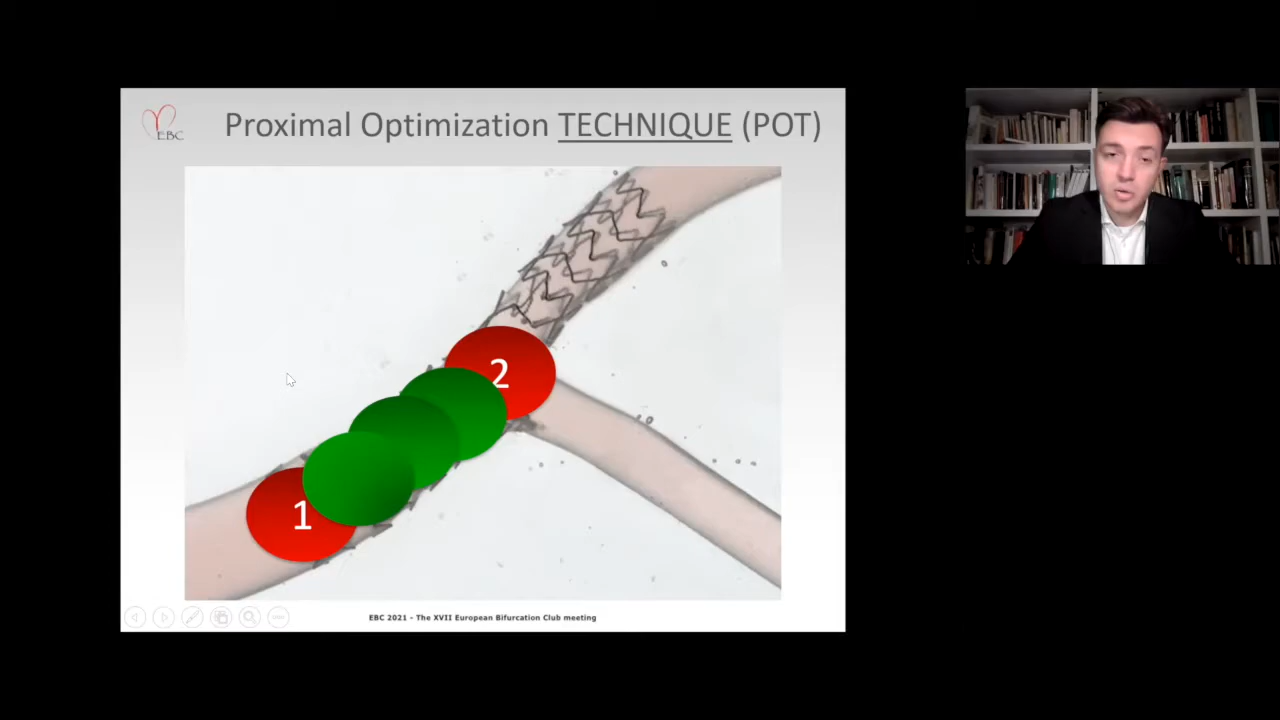 EBC
Proximal Optimization TECHNIQUE (POT)
2
1
EBC 2021 - The XVII European Bifurcation Club meeting